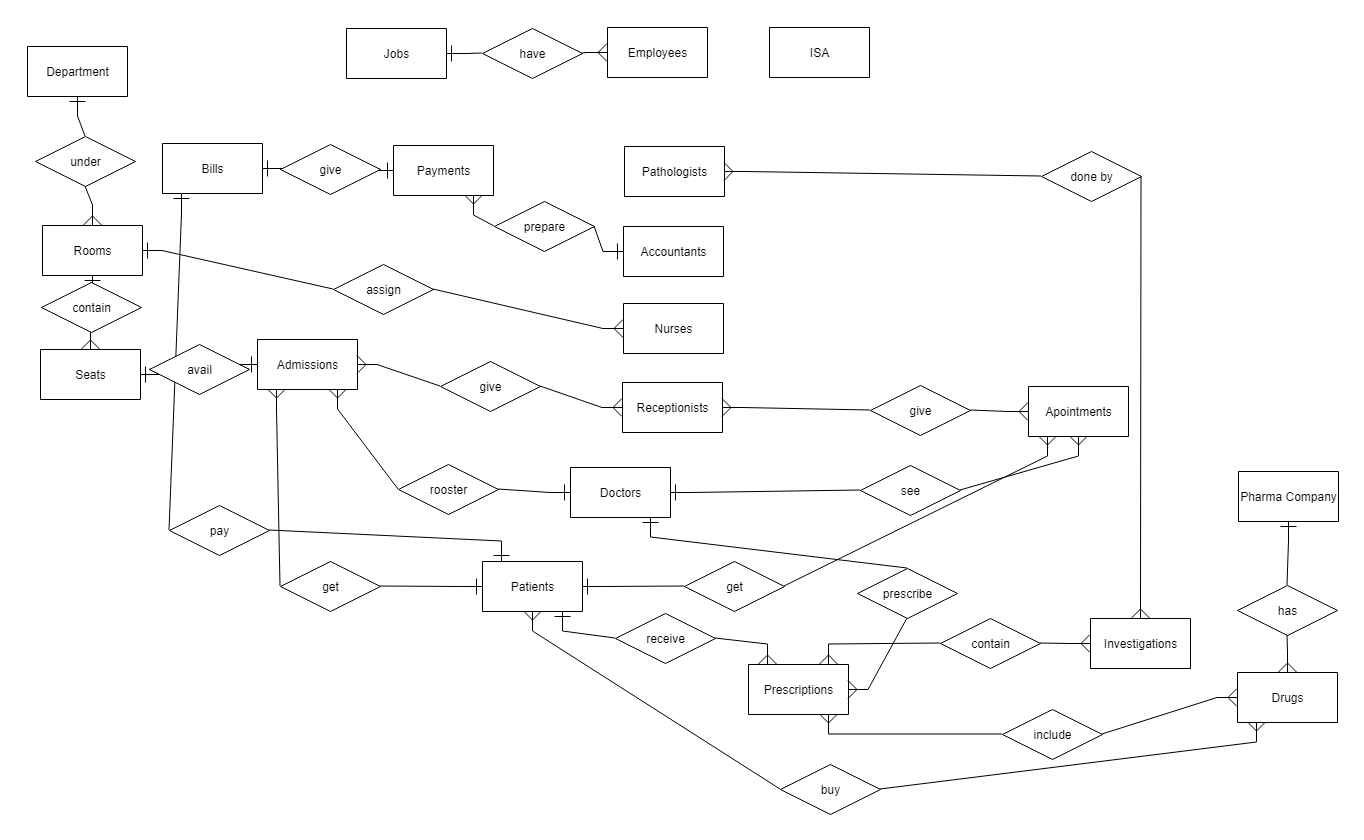 Jobs
have
Employees
ISA
Department
under
Bills
give
Payments
Pathologists
done by
prepare
Rooms
Accountants
assign
contain
Nurses
Seats
avail
Admissions
give
Receptionists
give
Apointments
rooster
Doctors
see
Pharma Company
pay
get
Patients
get
prescribe
has
receive
contain
Investigations
Prescriptions
Drugs
include
buy